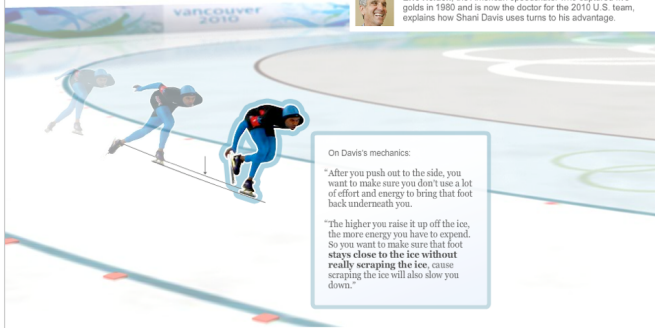 vancouver
2010
golds in 1980 and is now the doctor for the 2010 U.S. team,
explains how Shani Davis uses turns to his advantage.
On Davis's mechanics:
"After you push out to the side, you
want to make sure you don't use a lot
of effort and energy to bring that foot
back underneath you.
"The higher you raise it up off the ice,
the more energy you have to expend.
So you want to make sure that foot
stays close to the ice without
really scraping the ice, cause
scraping the ice will also slow you
down."